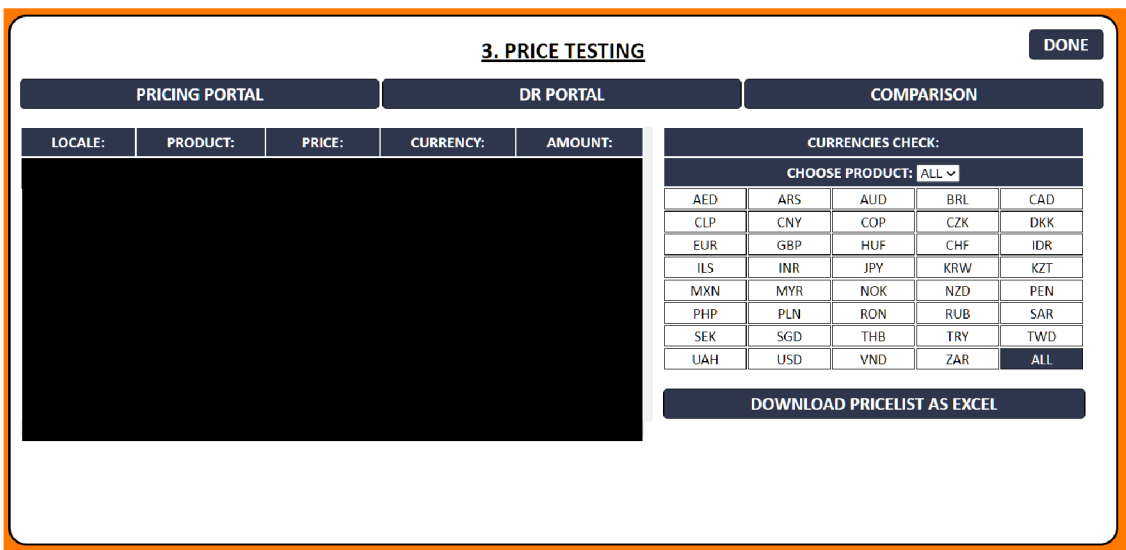 3. PRICE TESTING
DONE
PRICING PORTAL DR PORTAL COMPARISON
LOCALE: PRODUCT: PRICE: CURRENCY: AMOUNT:
CURRENCIES CHECK:
CHOOSE PRODUCT: ALL
AED ARS AUD BRL CAD
CLP CNY COP CZK DKK
EUR GBP HUF CHF IDR
ILS INR JPY KRW KZT
MXN MYR NOK NZD PEN
PHP PLN RON RUB SAR
SEK SGD THB TRY TWD
UAH USD VND ZAR ALL
DOWNLOAD PRICELIST AS EXCEL